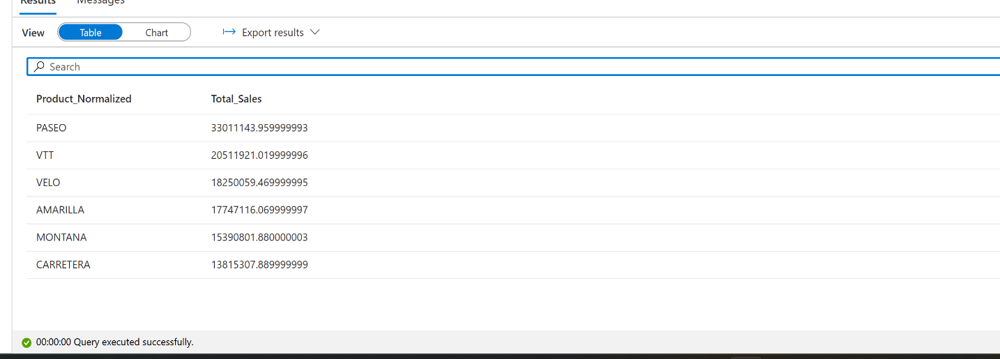 Results Messages
View Table Chart Export results
Search
Product_Normalized Total_Sales
PASEO 33011143.959999993
VTT 20511921.019999996
VELO 18250059.469999995
AMARILLA 17747116.069999997
MONTANA 15390801.880000003
CARRETERA 13815307.889999999
00:00:00 Query executed successfully.